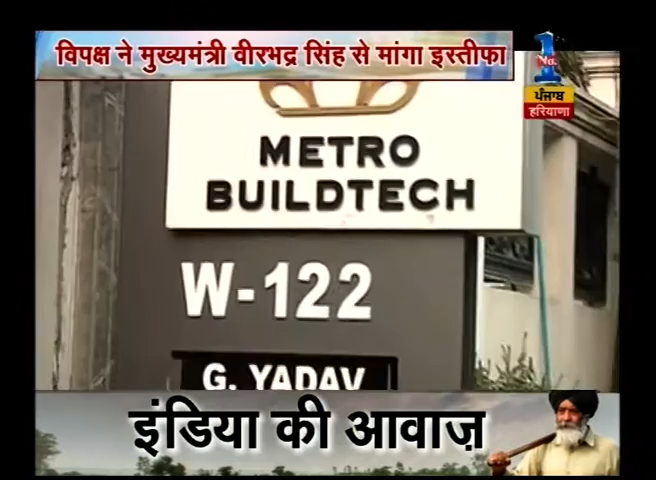 विपक्ष ने मुख्यमंत्री वीरभद्र सिंह से मांगा इस्तीफा
No. 1
ਪੰਜਾਬ
हरियाणा
METRO
BUILDTECH
W-122
G. YADAV
इंडिया की आवाज़